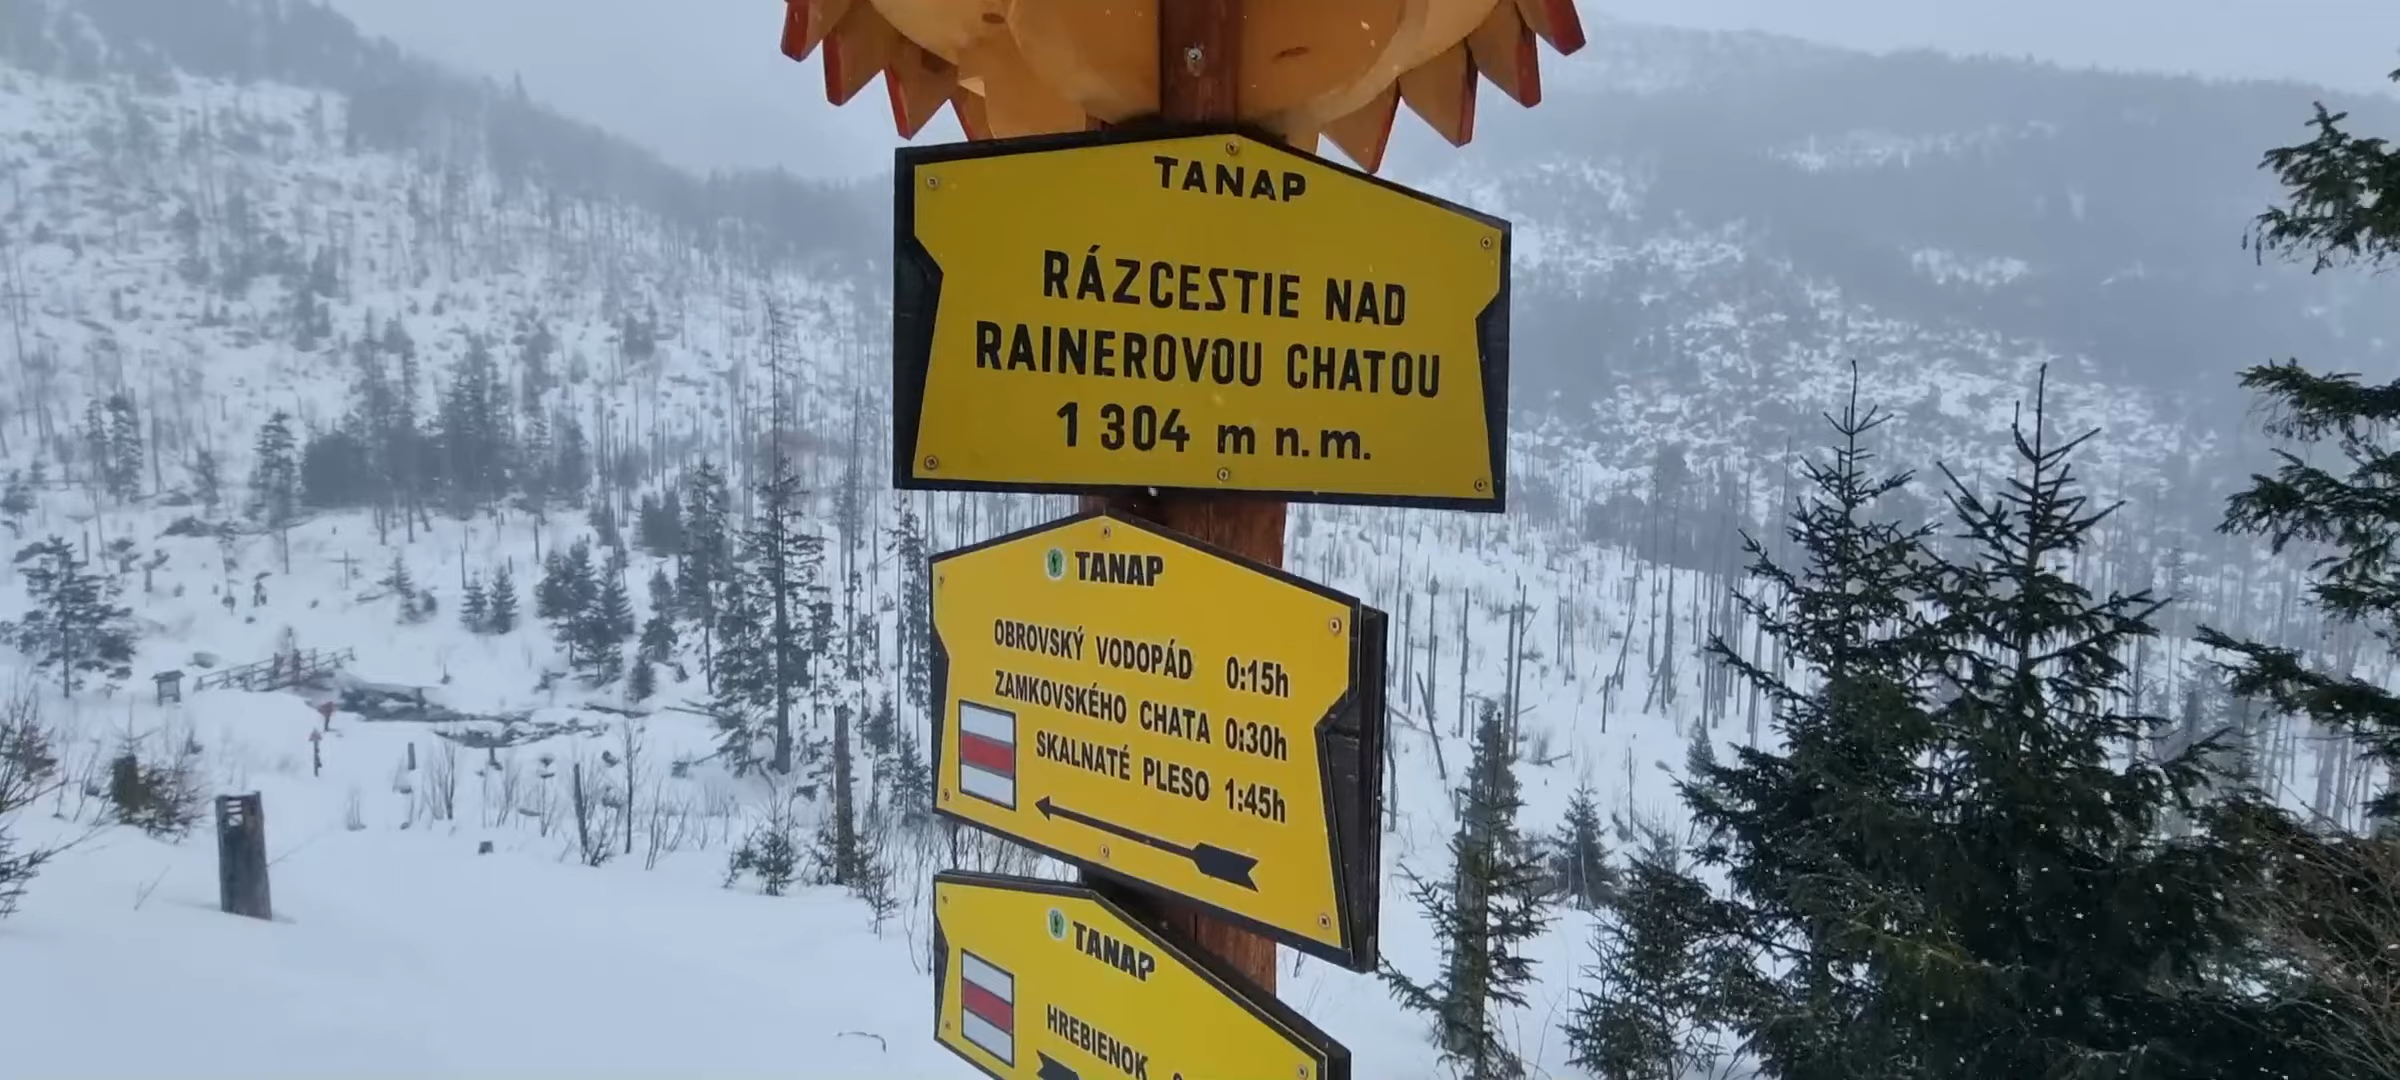 TANAP
RÁZCESTIE NAD
RAINEROVOU CHATOU
1 304 m n. m.
TANAP
OBROVSKÝ VODOPÁD 0:15h
ZAMKOVSKÉHO CHATA 0:30h
SKALNATÉ PLESO 1:45h
TANAP
HREBIENOK